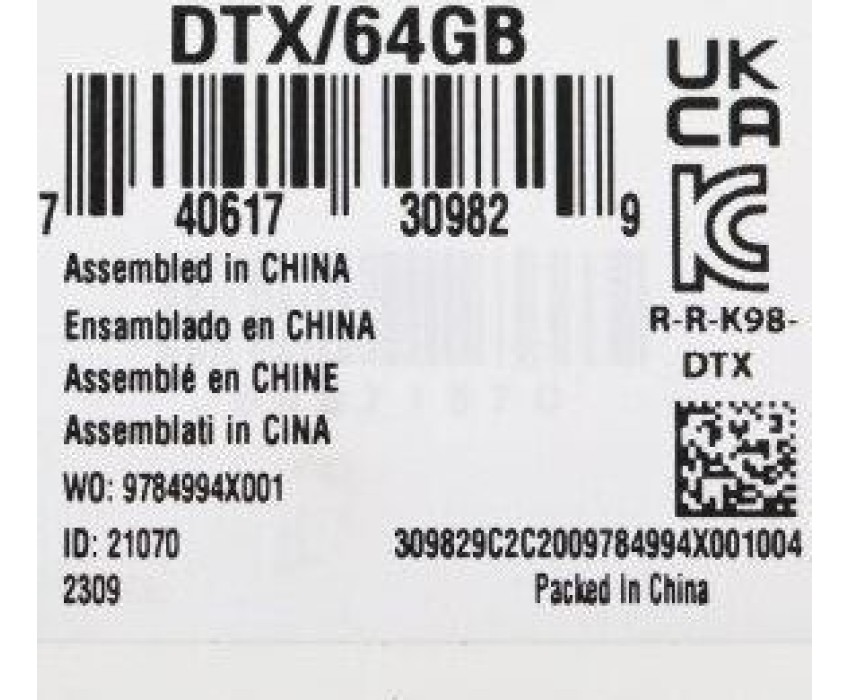 DTX/64GB
UK
CA
7 40617 30982 9
Assembled in CHINA
Ensamblado en CHINA
R-R-K98-
DTX
Assemblé en CHINE
Assemblati in CINA
WO: 9784994X001
ID: 21070
309829C2C2009784994X001004
2309
Packed In China